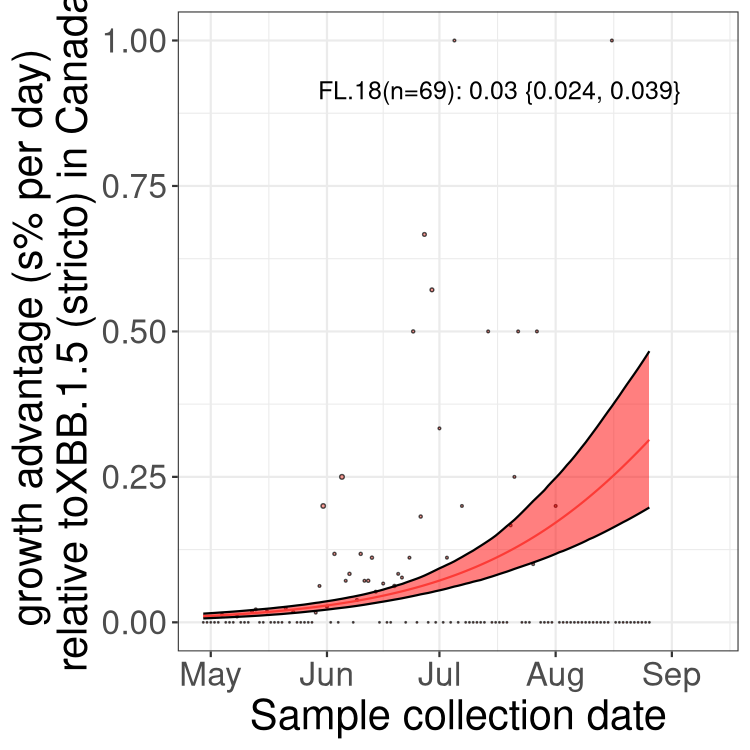 growth advantage (s% per day)
relative toXBB.1.5 (stricto) in Canada
1.00
0.75
0.50
0.25
0.00
FL.18(n=69): 0.03 {0.024, 0.039}
May Jun Jul Aug Sep
Sample collection date